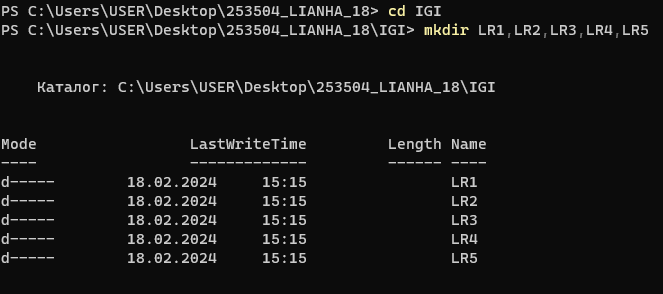 PS C:\Users\USER\Desktop\253504_LIANHA_18> cd IGI
PS C:\Users\USER\Desktop\253504_LIANHA_18\IGI> mkdir LR1,LR2,LR3,LR4,LR5
Каталог: C:\Users\USER\Desktop\253504_LIANHA_18\IGI
Mode                 LastWriteTime         Length Name
----                 -------------         ------ ----
d-----        18.02.2024     15:15                LR1
d-----        18.02.2024     15:15                LR2
d-----        18.02.2024     15:15                LR3
d-----        18.02.2024     15:15                LR4
d-----        18.02.2024     15:15                LR5